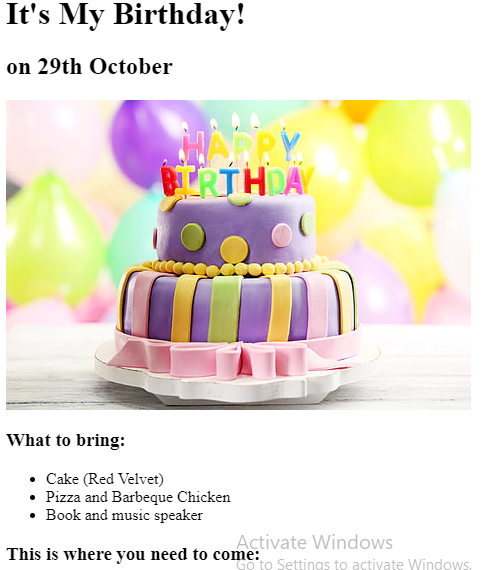 It's My Birthday!
on 29th October
HAPPY
BIRTHDAY
What to bring:
Cake (Red Velvet)
Pizza and Barbeque Chicken
Book and music speaker
Activate Windows
This is where you need to come:
Go to Settings to activate Windows.